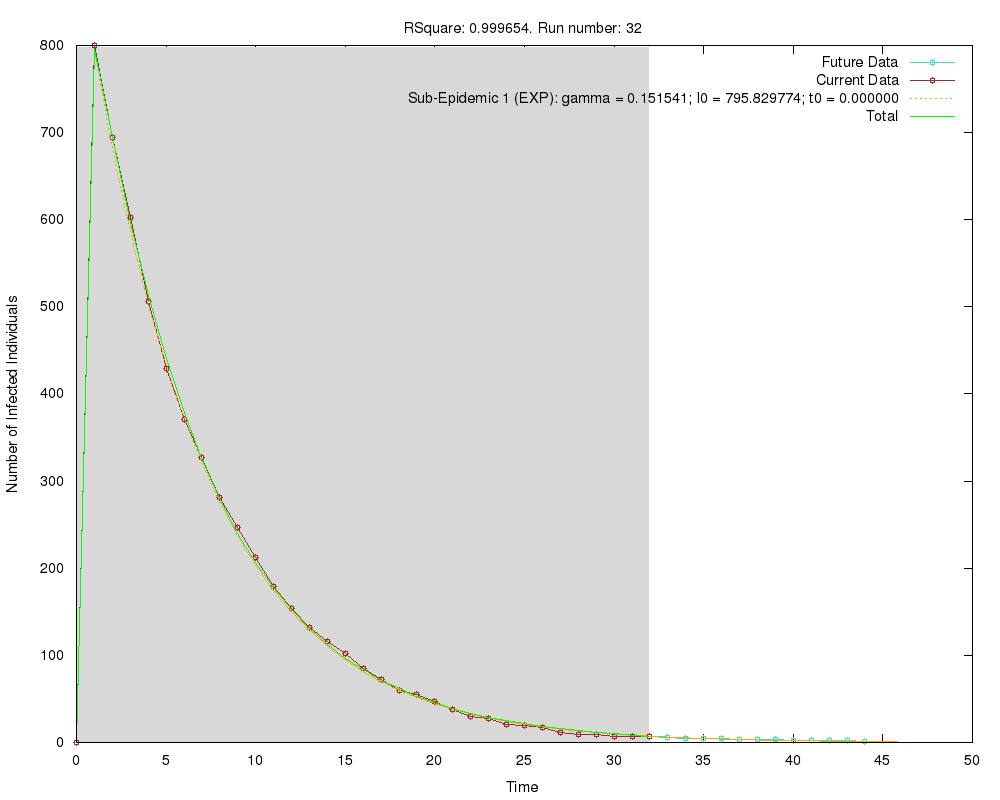 RSquare: 0.999654. Run number: 32
Future Data
Current Data
Sub-Epidemic 1 (EXP): gamma = 0.151541; I0 = 795.829774; t0 = 0.000000
Total
Number of Infected Individuals
800
700
600
500
400
300
200
100
0
0 5 10 15 20 25 30 35 40 45 50
Time